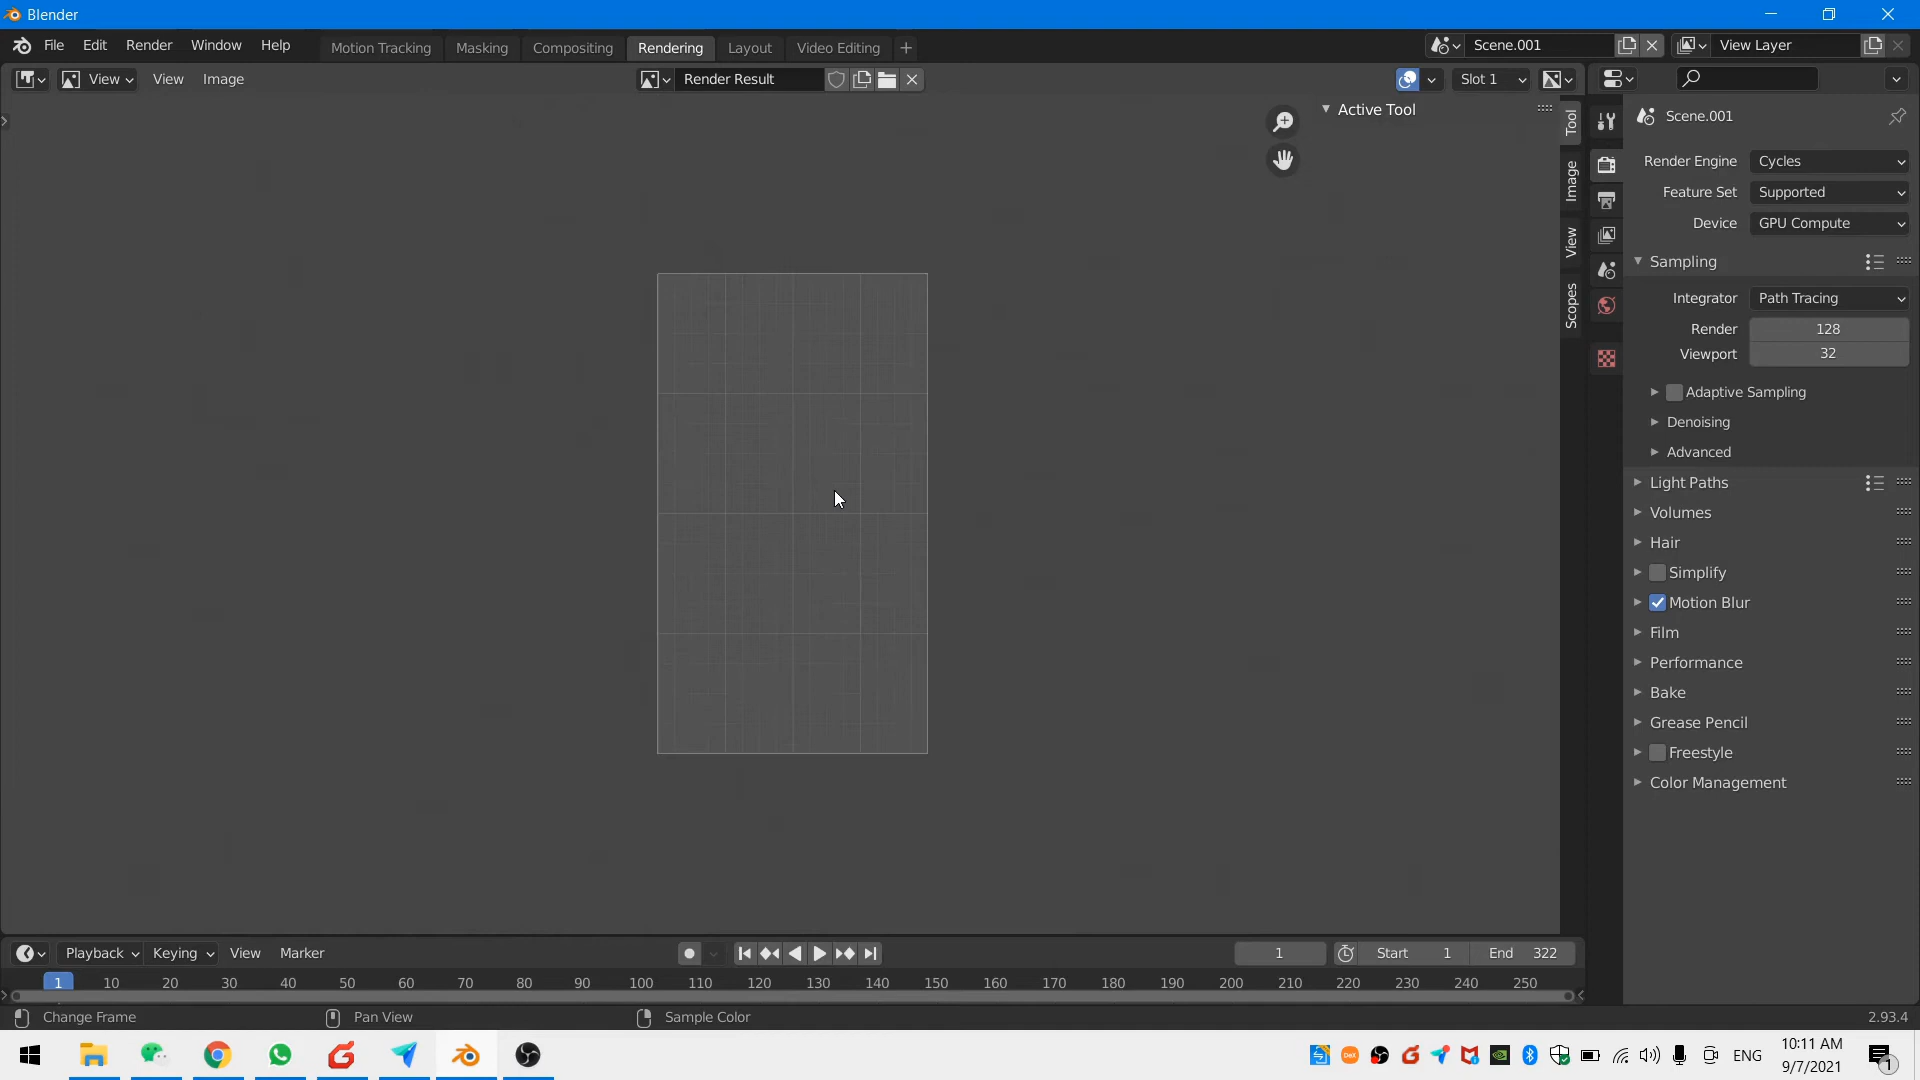 Blender
File Edit Render Window Help Motion Tracking Masking Compositing Rendering Layout Video Editing + Scene.001 View Layer
View View Image Render Result Slot 1
Active Tool
Tool
Image
View
Scopes
Scene.001
Render Engine Cycles
Feature Set Supported
Device GPU Compute
Sampling
Integrator Path Tracing
Render 128
Viewport 32
Adaptive Sampling
Denoising
Advanced
Light Paths
Volumes
Hair
Simplify
Motion Blur
Film
Performance
Bake
Grease Pencil
Freestyle
Color Management
Playback Keying View Marker 1 Start 1 End 322
1 10 20 30 40 50 60 70 80 90 100 110 120 130 140 150 160 170 180 190 200 210 220 230 240 250
Change Frame Pan View Sample Color 2.93.4
ENG 10:11 AM
9/7/2021 1